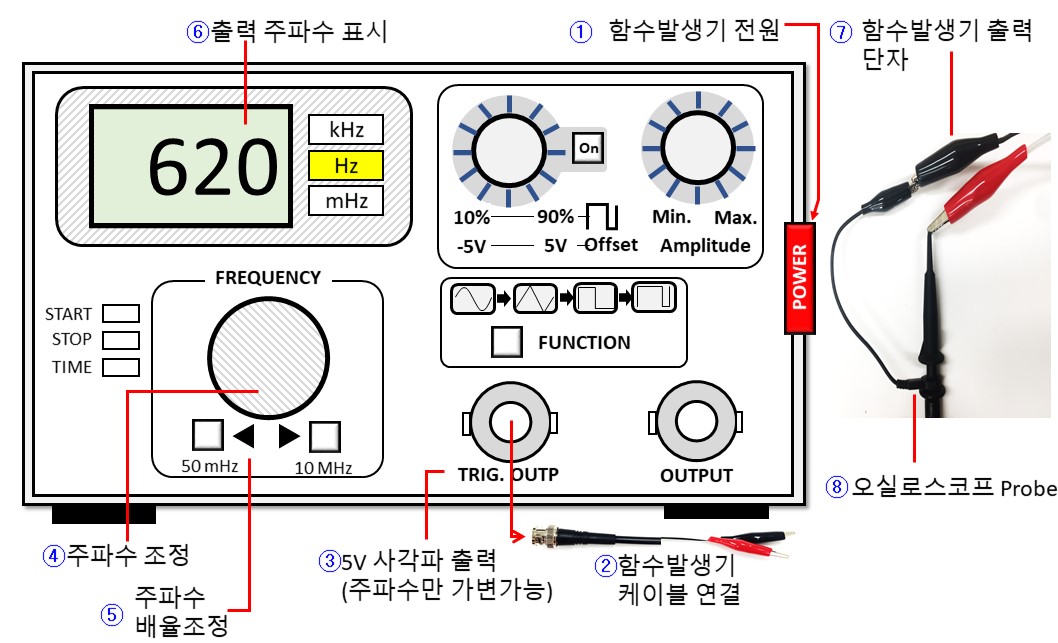 ⑥출력 주파수 표시
① 함수발생기 전원
⑦ 함수발생기 출력
단자
620
kHz
Hz
mHz
On
10% 90%
-5V 5V Offset
Min. Max.
Amplitude
POWER
FREQUENCY
START
STOP
TIME
FUNCTION
50 mHz
10 MHz
TRIG. OUTP
OUTPUT
⑧오실로스코프 Probe
④주파수 조정
⑤ 주파수
배율조정
③5V 사각파 출력
(주파수만 가변가능)
②함수발생기
케이블 연결